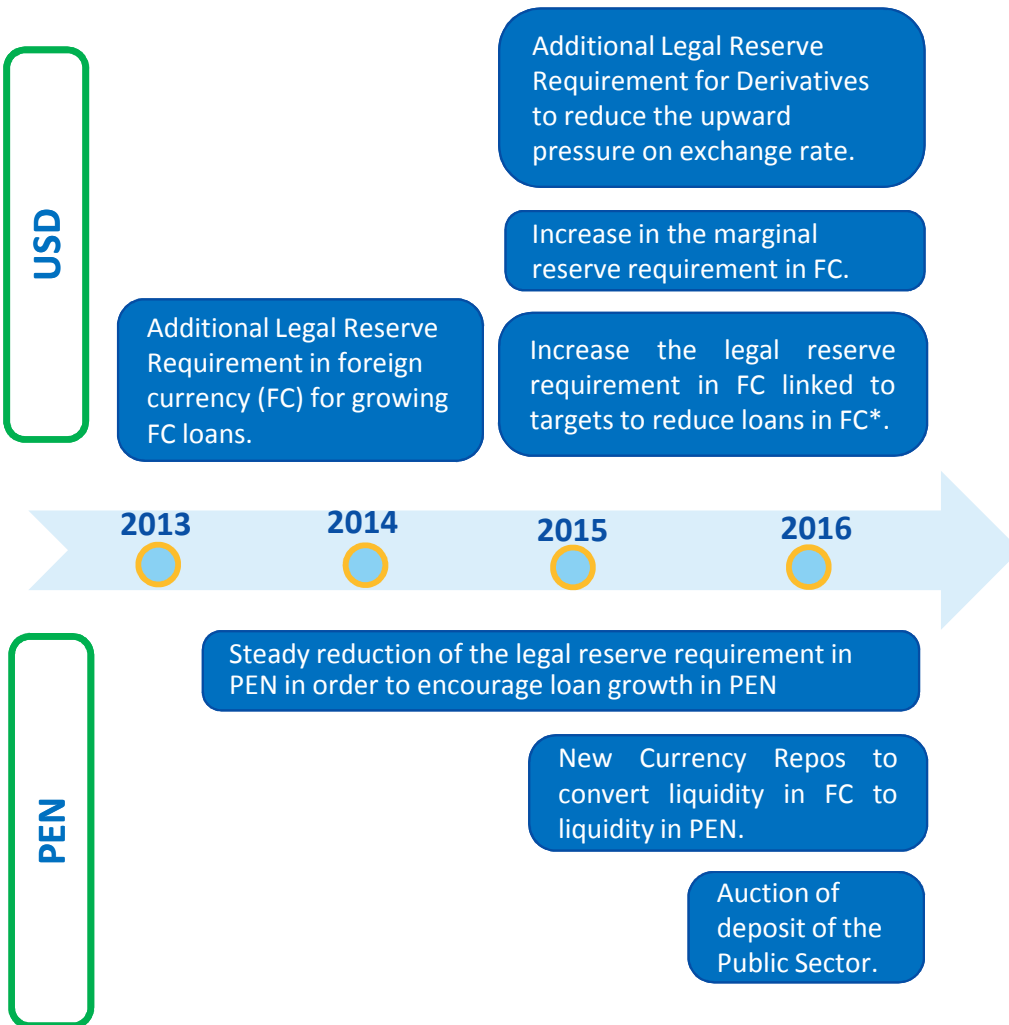 USD
Additional Legal Reserve
Requirement for Derivatives
to reduce the upward
pressure on exchange rate.
Increase in the marginal
reserve requirement in FC.
Additional Legal Reserve
Requirement in foreign
currency (FC) for growing
FC loans.
Increase the legal reserve
requirement in FC linked to
targets to reduce loans in FC*.
2013
2014
2015
2016
PEN
Steady reduction of the legal reserve requirement in
PEN in order to encourage loan growth in PEN
New Currency Repos to
convert liquidity in FC to
liquidity in PEN.
Auction of
deposit of the
Public Sector.